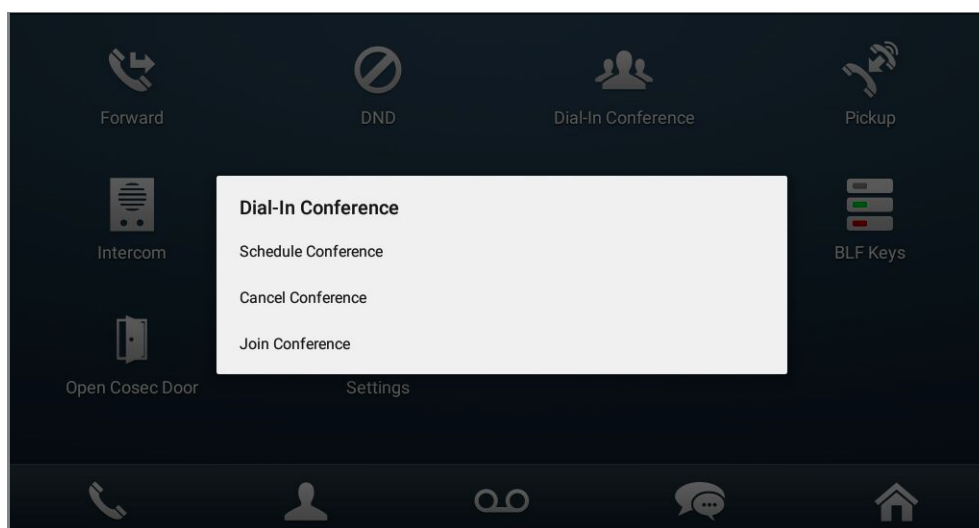 Forward
DND
Dial-In Conference
Pickup
Intercom
Dial-In Conference
Schedule Conference
Cancel Conference
Join Conference
BLF Keys
Open Cosec Door
Settings